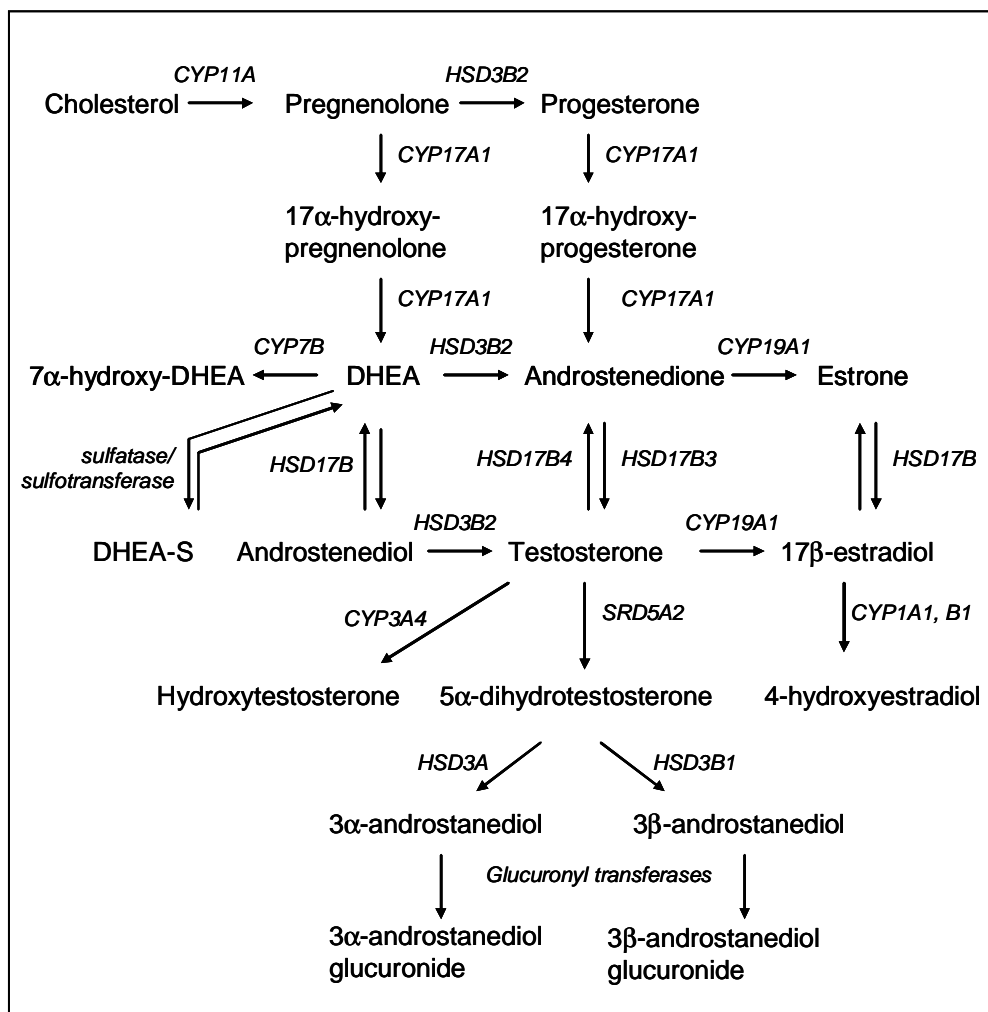 CYP11A HSD3B2
Cholesterol Pregnenolone Progesterone
CYP17A1 CYP17A1
17α-hydroxy- 17α-hydroxy-
pregnenolone progesterone
CYP17A1 CYP17A1
CYP7B HSD3B2 CYP19A1
7α-hydroxy-DHEA DHEA Androstenedione Estrone
sulfatase/ HSD17B HSD17B4 HSD17B3 HSD17B
sulfotransferase
HSD3B2 CYP19A1
DHEA-S Androstenediol Testosterone 17β-estradiol
CYP3A4 SRD5A2 CYP1A1, B1
Hydroxytestosterone 5α-dihydrotestosterone 4-hydroxyestradiol
HSD3A HSD3B1
3α-androstanediol 3β-androstanediol
Glucuronyl transferases
3α-androstanediol 3β-androstanediol
glucuronide glucuronide